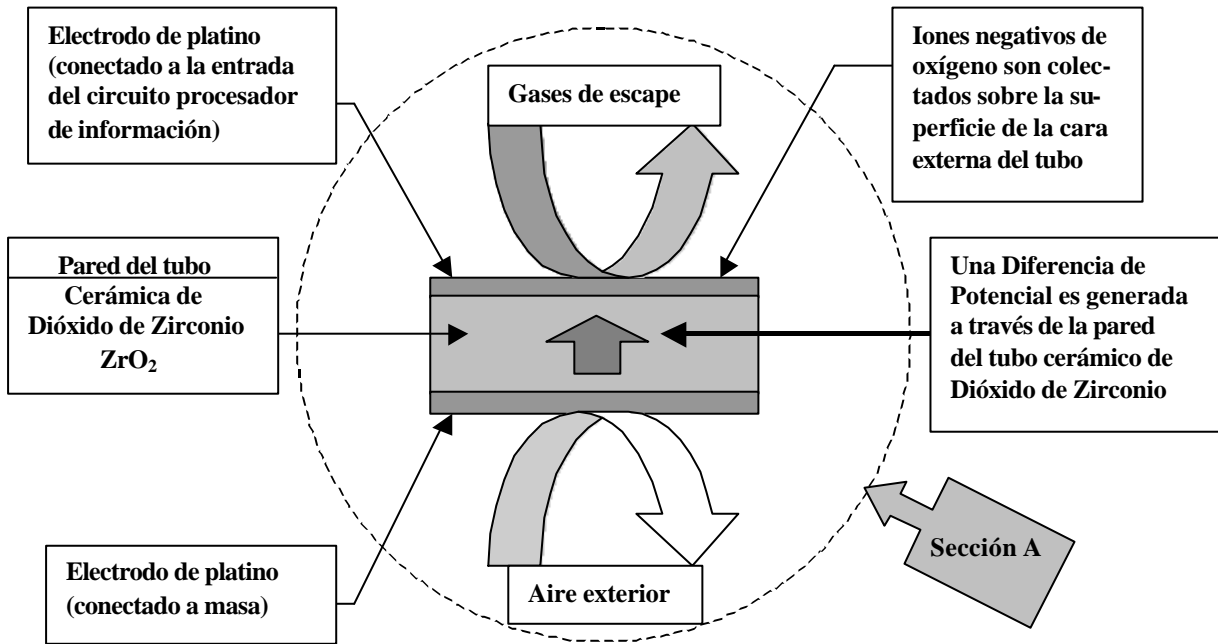 Electrodo de platino
(conectado a la entrada
del circuito procesador
de información)
Gases de escape
Iones negativos de
oxígeno son colec-
tados sobre la su-
perficie de la cara
externa del tubo
Pared del tubo
Cerámica de
Dióxido de Zirconio
ZrO₂
Una Diferencia de
Potencial es generada
a través de la pared
del tubo cerámico de
Dióxido de Zirconio
Electrodo de platino
(conectado a masa)
Aire exterior
Sección A